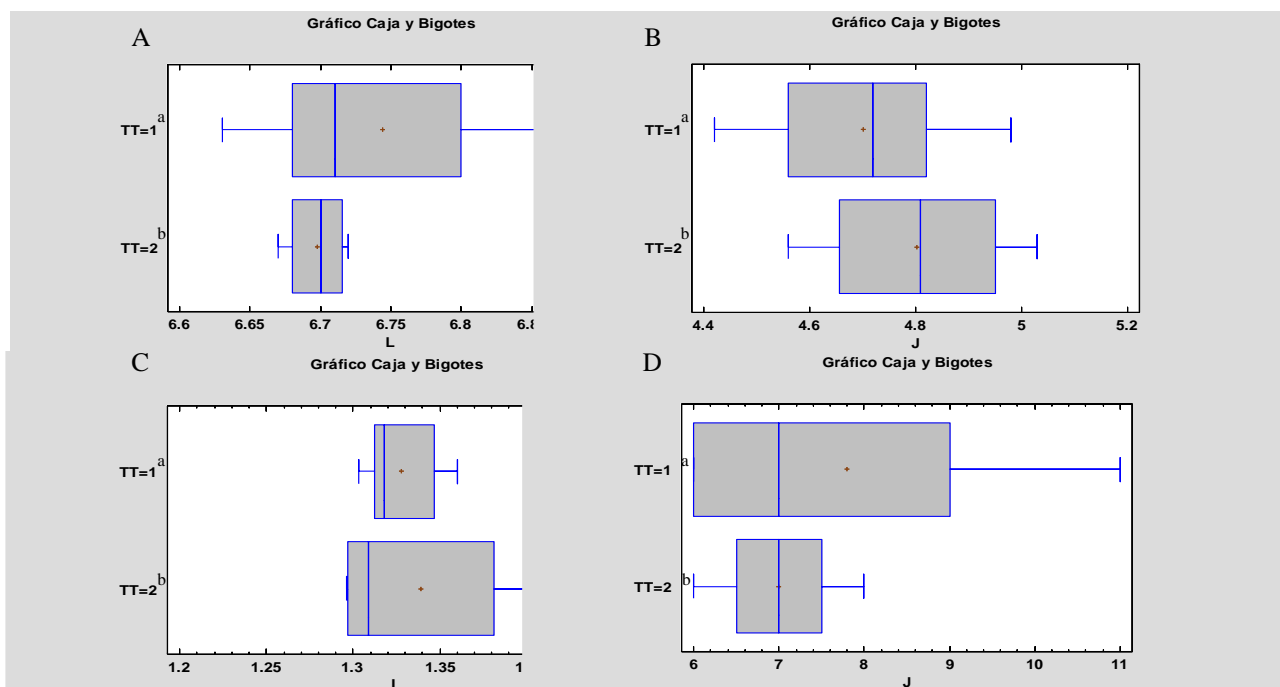 A
Gráfico Caja y Bigotes
TT=1 a
TT=2 b
6.6 6.65 6.7 6.75 6.8
L
B
Gráfico Caja y Bigotes
TT=1 a
TT=2 b
4.4 4.6 4.8 5 5.2
J
C
Gráfico Caja y Bigotes
TT=1 a
TT=2 b
1.2 1.25 1.3 1.35
D
Gráfico Caja y Bigotes
TT=1 a
TT=2 b
6 7 8 9 10 11
J